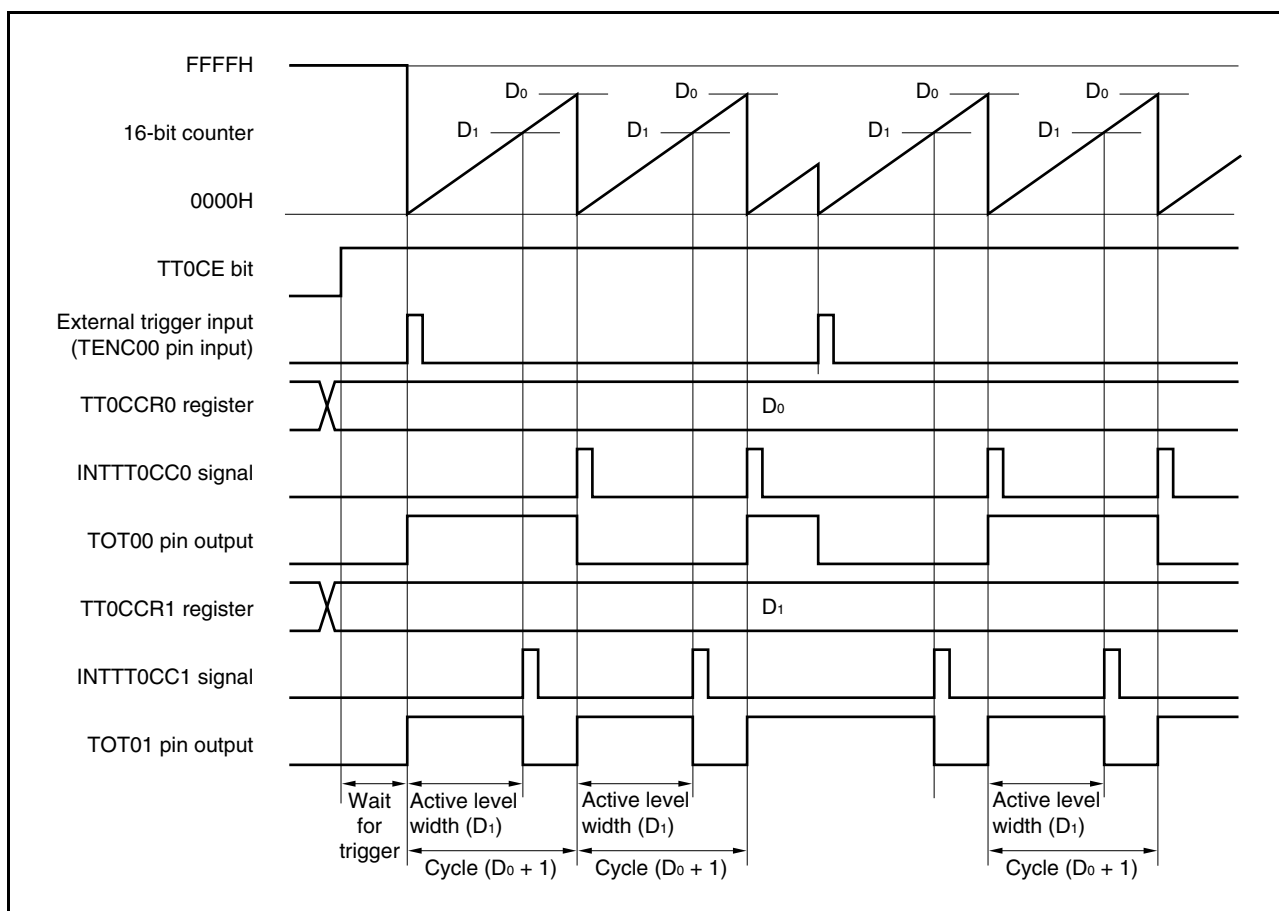 FFFFH
D0 D0 D0 D0
16-bit counter D1 D1 D1 D1
0000H
TT0CE bit
External trigger input
(TENC00 pin input)
TT0CCR0 register D0
INTTT0CC0 signal
TOT00 pin output
TT0CCR1 register D1
INTTT0CC1 signal
TOT01 pin output
Wait
for
trigger
Active level
width (D1)
Active level
width (D1)
Active level
width (D1)
Cycle (D0 + 1)
Cycle (D0 + 1)
Cycle (D0 + 1)